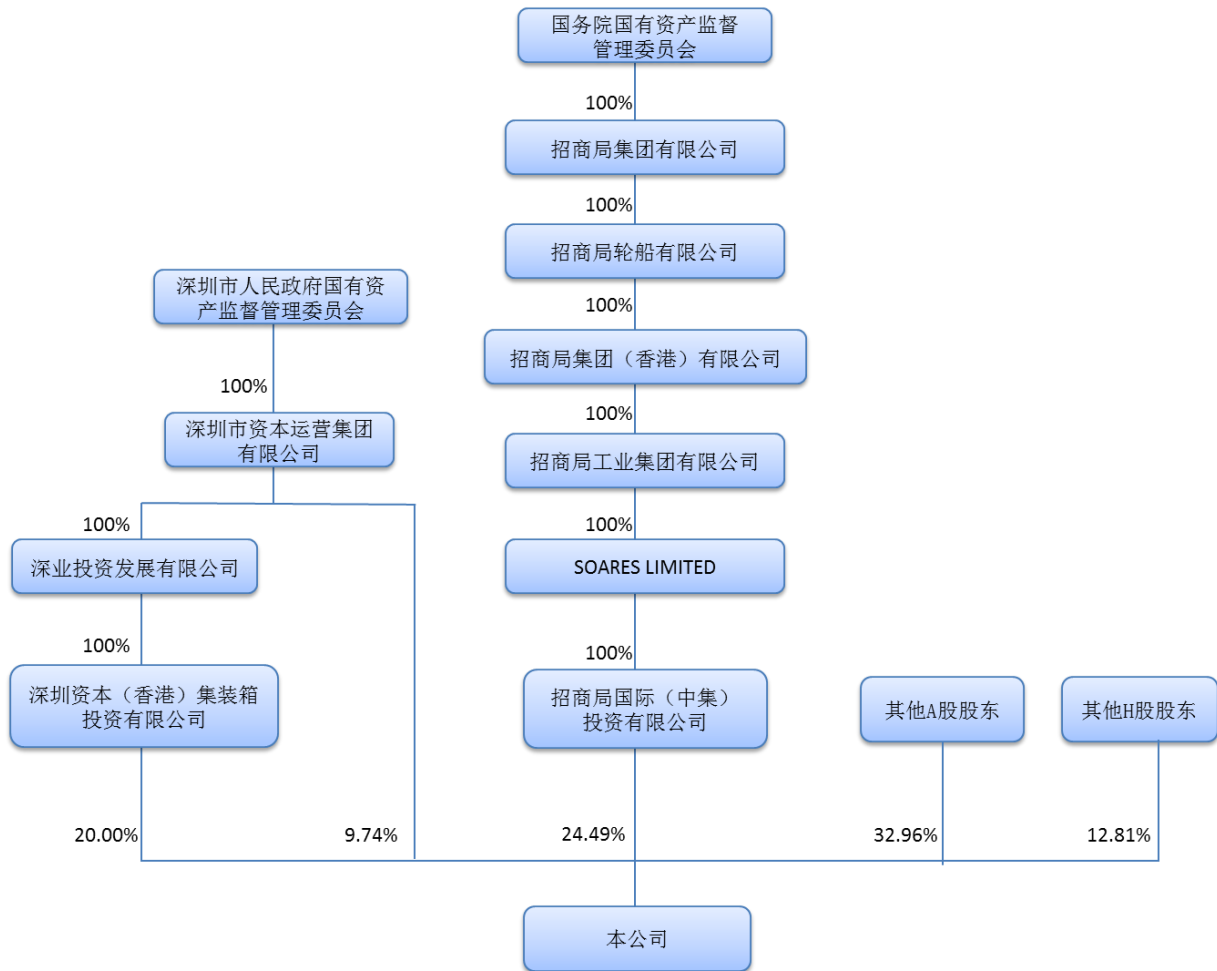 国务院国有资产监督
管理委员会
100%
招商局集团有限公司
100%
招商局轮船有限公司
深圳市人民政府国有资
产监督管理委员会
100%
招商局集团（香港）有限公司
100%
100%
深圳市资本运营集团
有限公司
招商局工业集团有限公司
100%
100%
深业投资发展有限公司
SOARES LIMITED
100%
100%
深圳资本（香港）集装箱
投资有限公司
招商局国际（中集）
投资有限公司
其他A股股东
其他H股股东
20.00%
9.74%
24.49%
32.96%
12.81%
本公司